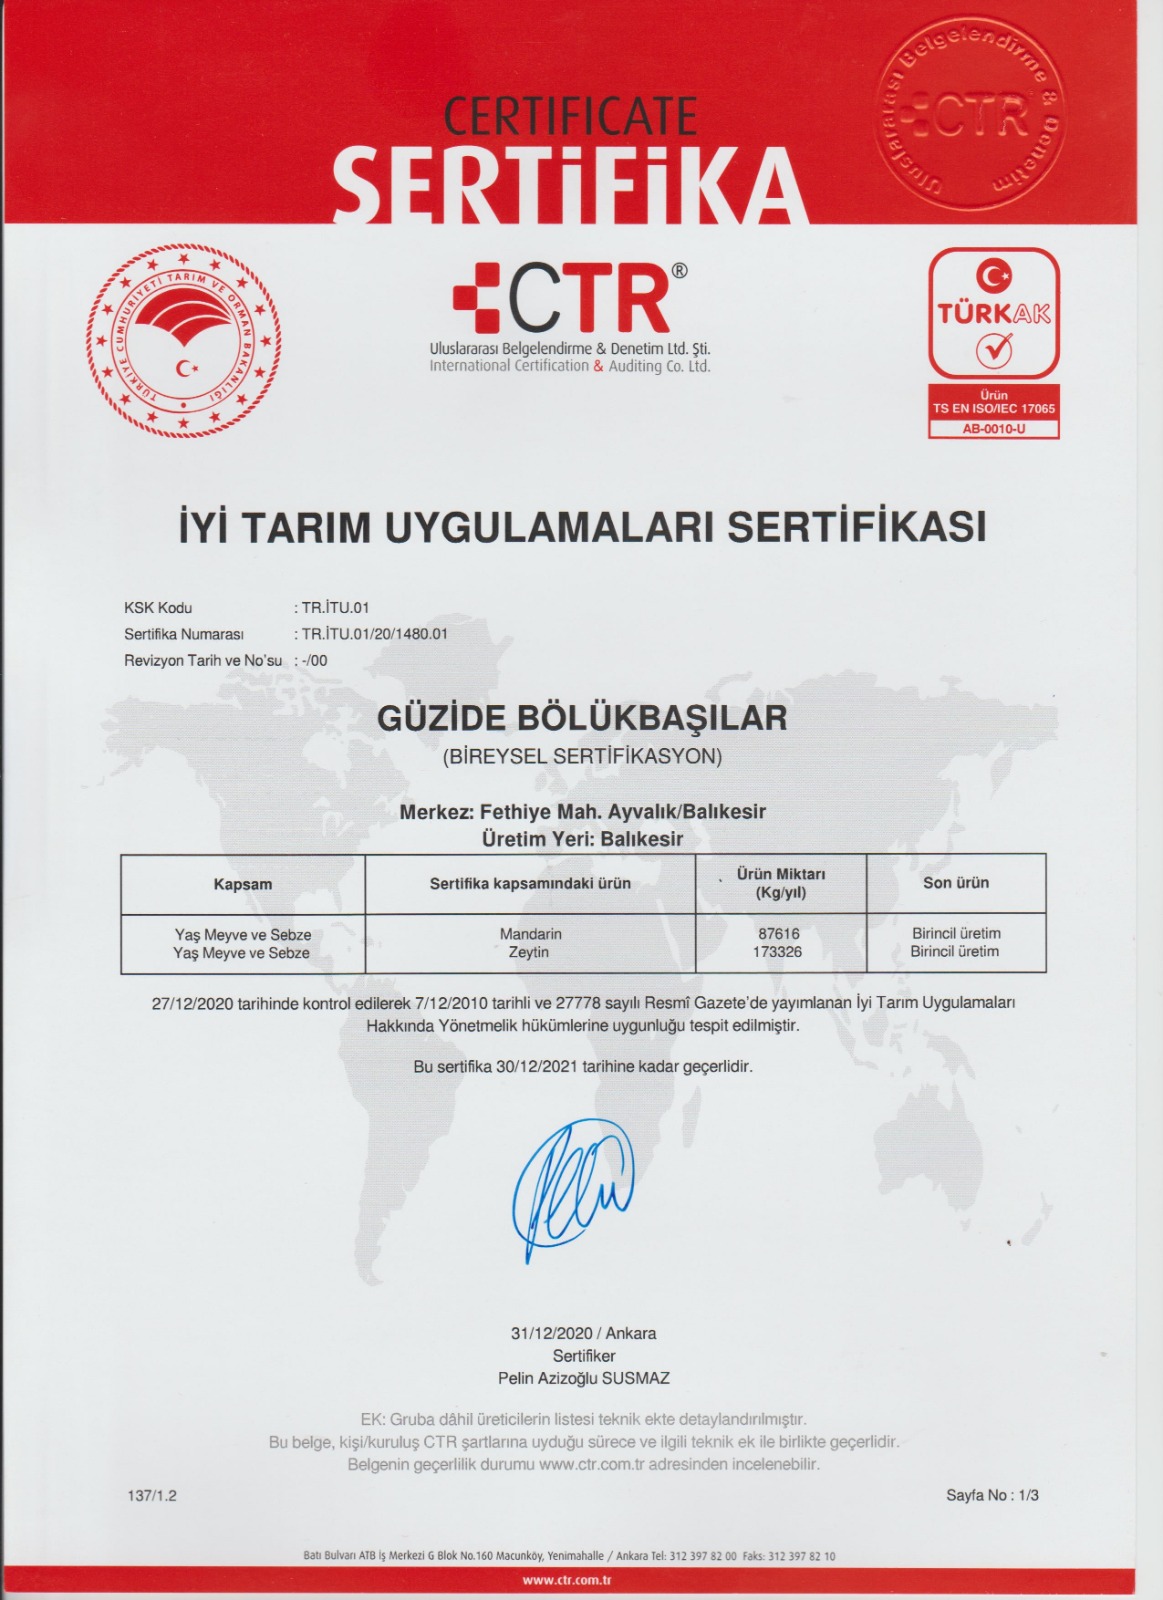 CERTIFICATE
SERTİFİKA
Uluslararası Belgelendirme & Denetim
CTR
TÜRKİYE CUMHURİYETİ TARIM VE ORMAN BAKANLIĞI
CTR®
Uluslararası Belgelendirme & Denetim Ltd. Şti.
International Certification & Auditing Co. Ltd.
TÜRKAK
Ürün
TS EN ISO/IEC 17065
AB-0010-U
İYİ TARIM UYGULAMALARI SERTİFİKASI
KSK Kodu : TR.İTU.01
Sertifika Numarası : TR.İTU.01/20/1480.01
Revizyon Tarih ve No'su : -/00
GÜZİDE BÖLÜKBAŞILAR
(BİREYSEL SERTİFİKASYON)
Merkez: Fethiye Mah. Ayvalık/Balıkesir
Üretim Yeri: Balıkesir
Kapsam Sertifika kapsamındaki ürün Ürün Miktarı (Kg/yıl) Son ürün
Yaş Meyve ve Sebze Mandarin 87616 Birincil üretim
Yaş Meyve ve Sebze Zeytin 173326 Birincil üretim
27/12/2020 tarihinde kontrol edilerek 7/12/2010 tarihli ve 27778 sayılı Resmî Gazete'de yayımlanan İyi Tarım Uygulamaları
Hakkında Yönetmelik hükümlerine uygunluğu tespit edilmiştir.
Bu sertifika 30/12/2021 tarihine kadar geçerlidir.
31/12/2020 / Ankara
Sertifiker
Pelin Azizoğlu SUSMAZ
EK: Gruba dâhil üreticilerin listesi teknik ekte detaylandırılmıştır.
Bu belge, kişi/kuruluş CTR şartlarına uyduğu sürece ve ilgili teknik ek ile birlikte geçerlidir.
Belgenin geçerlilik durumu www.ctr.com.tr adresinden incelenebilir.
137/1.2
Sayfa No : 1/3
Batı Bulvarı ATB İş Merkezi G Blok No.160 Macunköy, Yenimahalle / Ankara Tel: 312 397 82 00 Faks: 312 397 82 10
www.ctr.com.tr